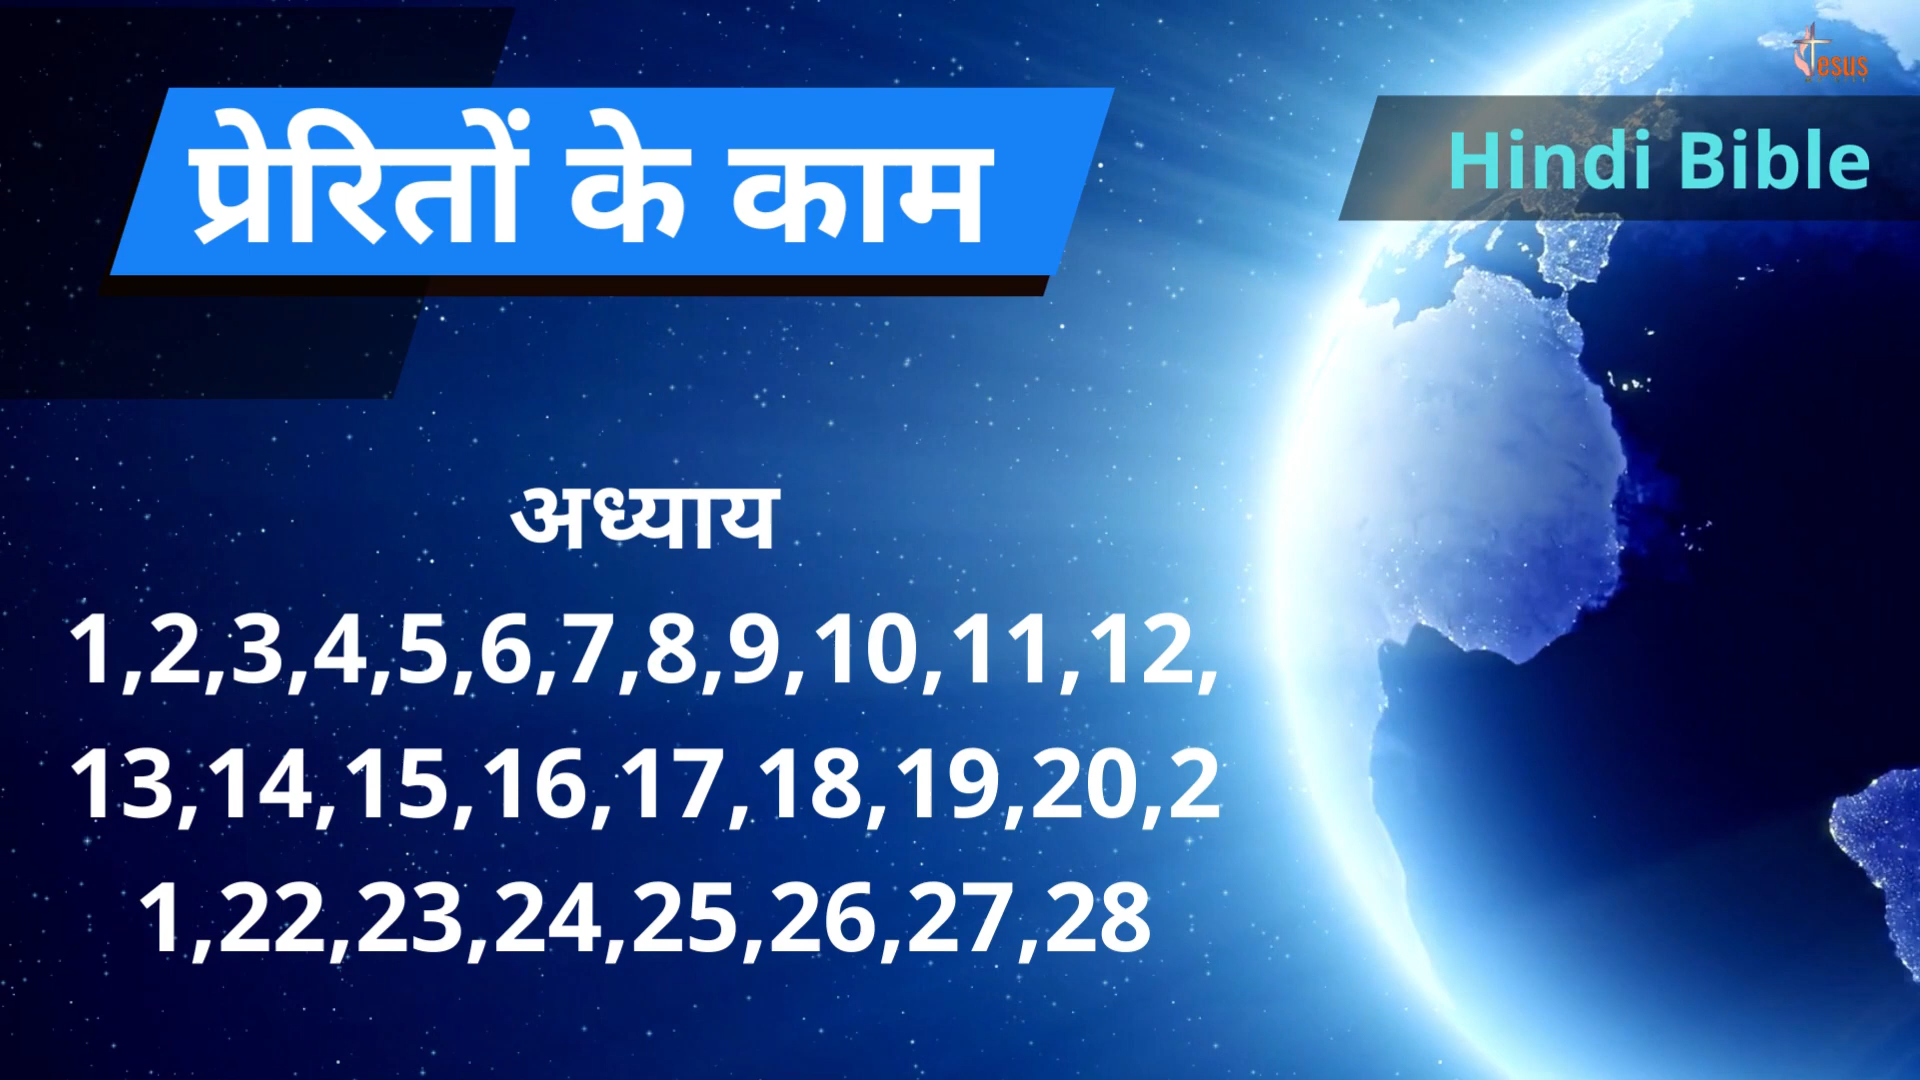 प्रेरितों के काम
Jesus
Hindi Bible
अध्याय
1,2,3,4,5,6,7,8,9,10,11,12,
13,14,15,16,17,18,19,20,2
1,22,23,24,25,26,27,28